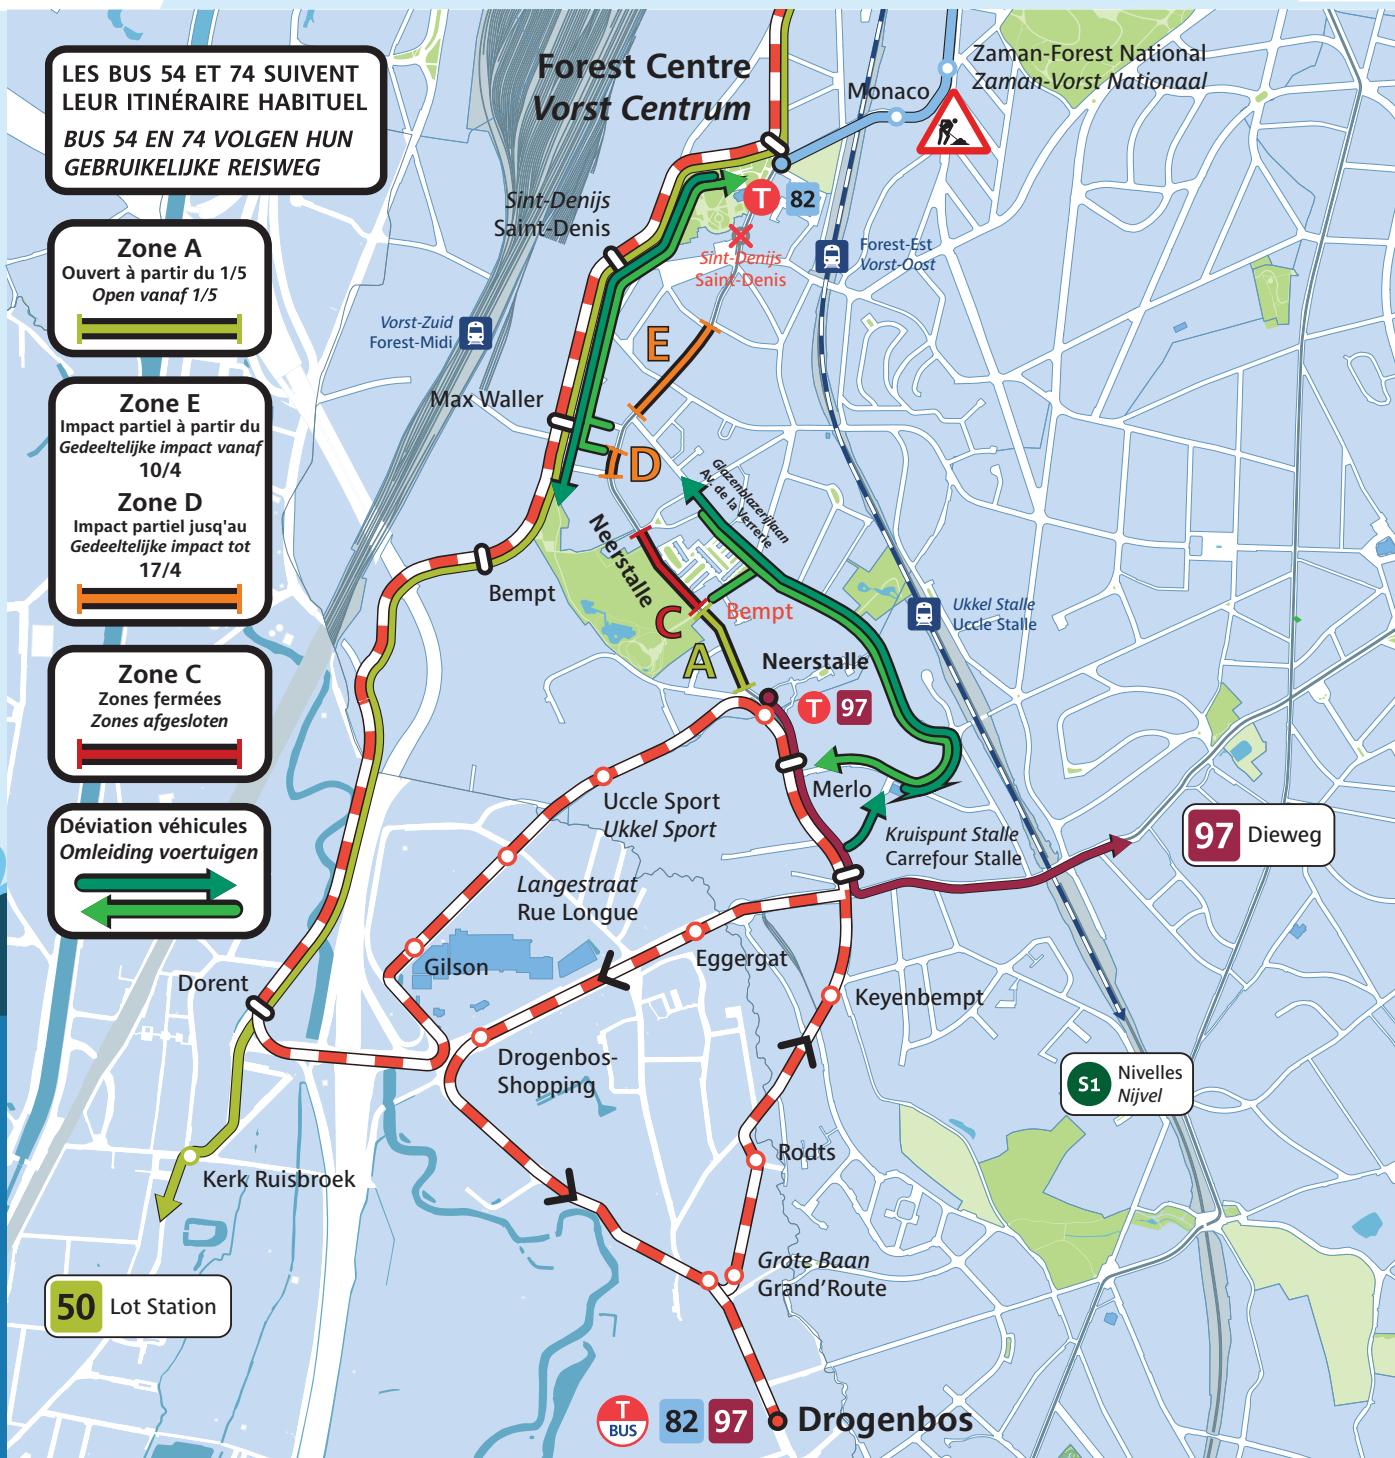 LES BUS 54 ET 74 SUIVENT
LEUR ITINÉRAIRE HABITUEL
BUS 54 EN 74 VOLGEN HUN
GEBRUIKELIJKE REISWEG
Forest Centre
Vorst Centrum
Zaman-Forest National
Zaman-Vorst Nationaal
Monaco
T 82
Sint-Denijs
Saint-Denis
Sint-Denijs
Saint-Denis
Forest-Est
Vorst-Oost
Zone A
Ouvert à partir du 1/5
Open vanaf 1/5
Vorst-Zuid
Forest-Midi
E
Max Waller
D
Zone E
Impact partiel à partir du
Gedeeltelijke impact vanaf
10/4
Zone D
Impact partiel jusqu'au
Gedeeltelijke impact tot
17/4
Glazenblazerijlaan
Av. de la Verrerie
Neerstalle
Bempt
Bempt
C
A
Ukkel Stalle
Uccle Stalle
Neerstalle
T 97
Zone C
Zones fermées
Zones afgesloten
Merlo
Uccle Sport
Ukkel Sport
Kruispunt Stalle
Carrefour Stalle
97 Dieweg
Déviation véhicules
Omleiding voertuigen
Langestraat
Rue Longue
Gilson
Eggergat
Dorent
Keyenbempt
Drogenbos-
Shopping
S1
Nivelles
Nijvel
Rodts
Kerk Ruisbroek
Grote Baan
Grand'Route
50 Lot Station
T
BUS
82 97 Drogenbos